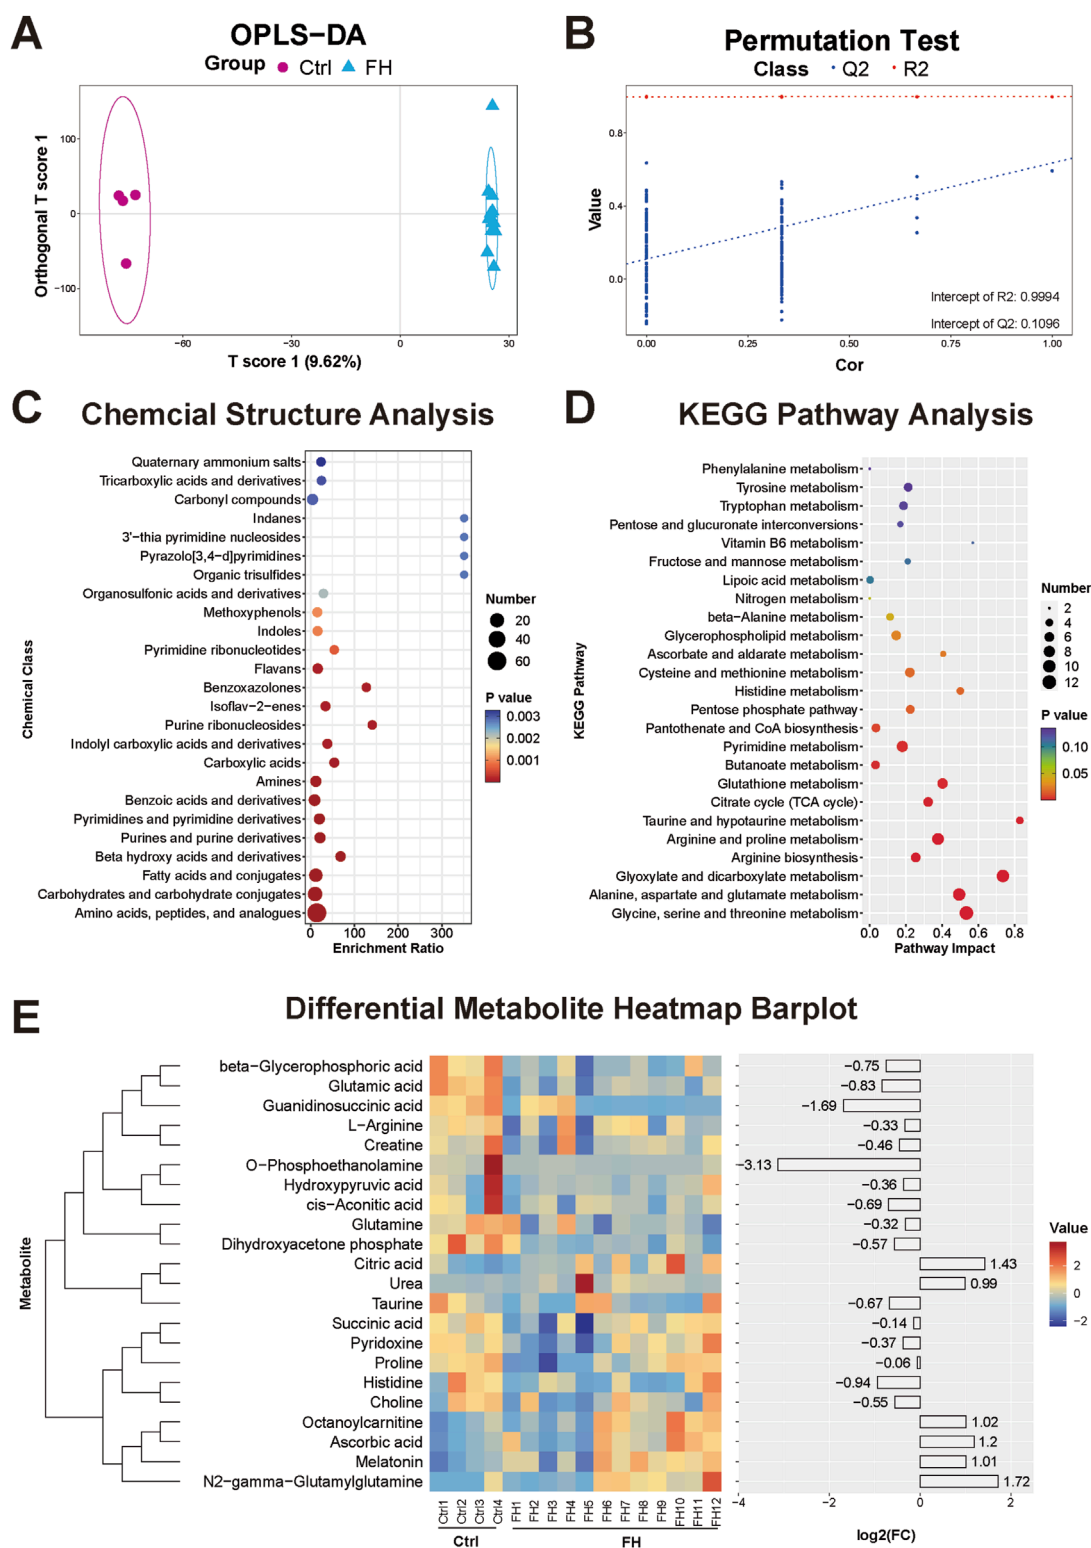 A
OPLS−DA
Group Ctrl FH
Orthogonal T score 1
100
0
−100
−60
−30
0
30
T score 1 (9.62%)
B
Permutation Test
Class Q2 R2
Value
0.8
0.4
0.0
Intercept of R2: 0.9994
Intercept of Q2: 0.1096
0.00
0.25
0.50
0.75
1.00
Cor
C
Chemcial Structure Analysis
Chemical Class
Quaternary ammonium salts
Tricarboxylic acids and derivatives
Carbonyl compounds
Indanes
3'−thia pyrimidine nucleosides
Pyrazolo[3,4−d]pyrimidines
Organic trisulfides
Organosulfonic acids and derivatives
Methoxyphenols
Indoles
Pyrimidine ribonucleotides
Flavans
Benzoxazolones
Isoflav−2−enes
Purine ribonucleosides
Indolyl carboxylic acids and derivatives
Carboxylic acids
Amines
Benzoic acids and derivatives
Pyrimidines and pyrimidine derivatives
Purines and purine derivatives
Beta hydroxy acids and derivatives
Fatty acids and conjugates
Carbohydrates and carbohydrate conjugates
Amino acids, peptides, and analogues
0
100
200
300
Enrichment Ratio
Number
20
40
60
P value
0.003
0.002
0.001
D
KEGG Pathway Analysis
KEGG Pathway
Phenylalanine metabolism
Tyrosine metabolism
Tryptophan metabolism
Pentose and glucuronate interconversions
Vitamin B6 metabolism
Fructose and mannose metabolism
Lipoic acid metabolism
Nitrogen metabolism
beta−Alanine metabolism
Glycerophospholipid metabolism
Ascorbate and aldarate metabolism
Cysteine and methionine metabolism
Histidine metabolism
Pentose phosphate pathway
Pantothenate and CoA biosynthesis
Pyrimidine metabolism
Butanoate metabolism
Glutathione metabolism
Citrate cycle (TCA cycle)
Taurine and hypotaurine metabolism
Arginine and proline metabolism
Arginine biosynthesis
Glyoxylate and dicarboxylate metabolism
Alanine, aspartate and glutamate metabolism
Glycine, serine and threonine metabolism
0.0
0.2
0.4
0.6
0.8
Pathway Impact
Number
2
4
6
8
10
12
P value
0.10
0.05
E
Differential Metabolite Heatmap Barplot
Metabolite
beta−Glycerophosphoric acid
Glutamic acid
Guanidinosuccinic acid
L−Arginine
Creatine
O−Phosphoethanolamine
Hydroxypyruvic acid
cis−Aconitic acid
Glutamine
Dihydroxyacetone phosphate
Citric acid
Urea
Taurine
Succinic acid
Pyridoxine
Proline
Histidine
Choline
Octanoylcarnitine
Ascorbic acid
Melatonin
N2−gamma−Glutamylglutamine
Ctrl1
Ctrl2
Ctrl3
Ctrl4
FH1
FH2
FH3
FH4
FH5
FH6
FH7
FH8
FH9
FH10
FH11
FH12
Ctrl
FH
−0.75
−0.83
−1.69
−0.33
−0.46
−3.13
−0.36
−0.69
−0.32
−0.57
1.43
0.99
−0.67
−0.14
−0.37
−0.06
−0.94
−0.55
1.02
1.2
1.01
1.72
−4
−2
0
2
log2(FC)
Value
2
0
−2